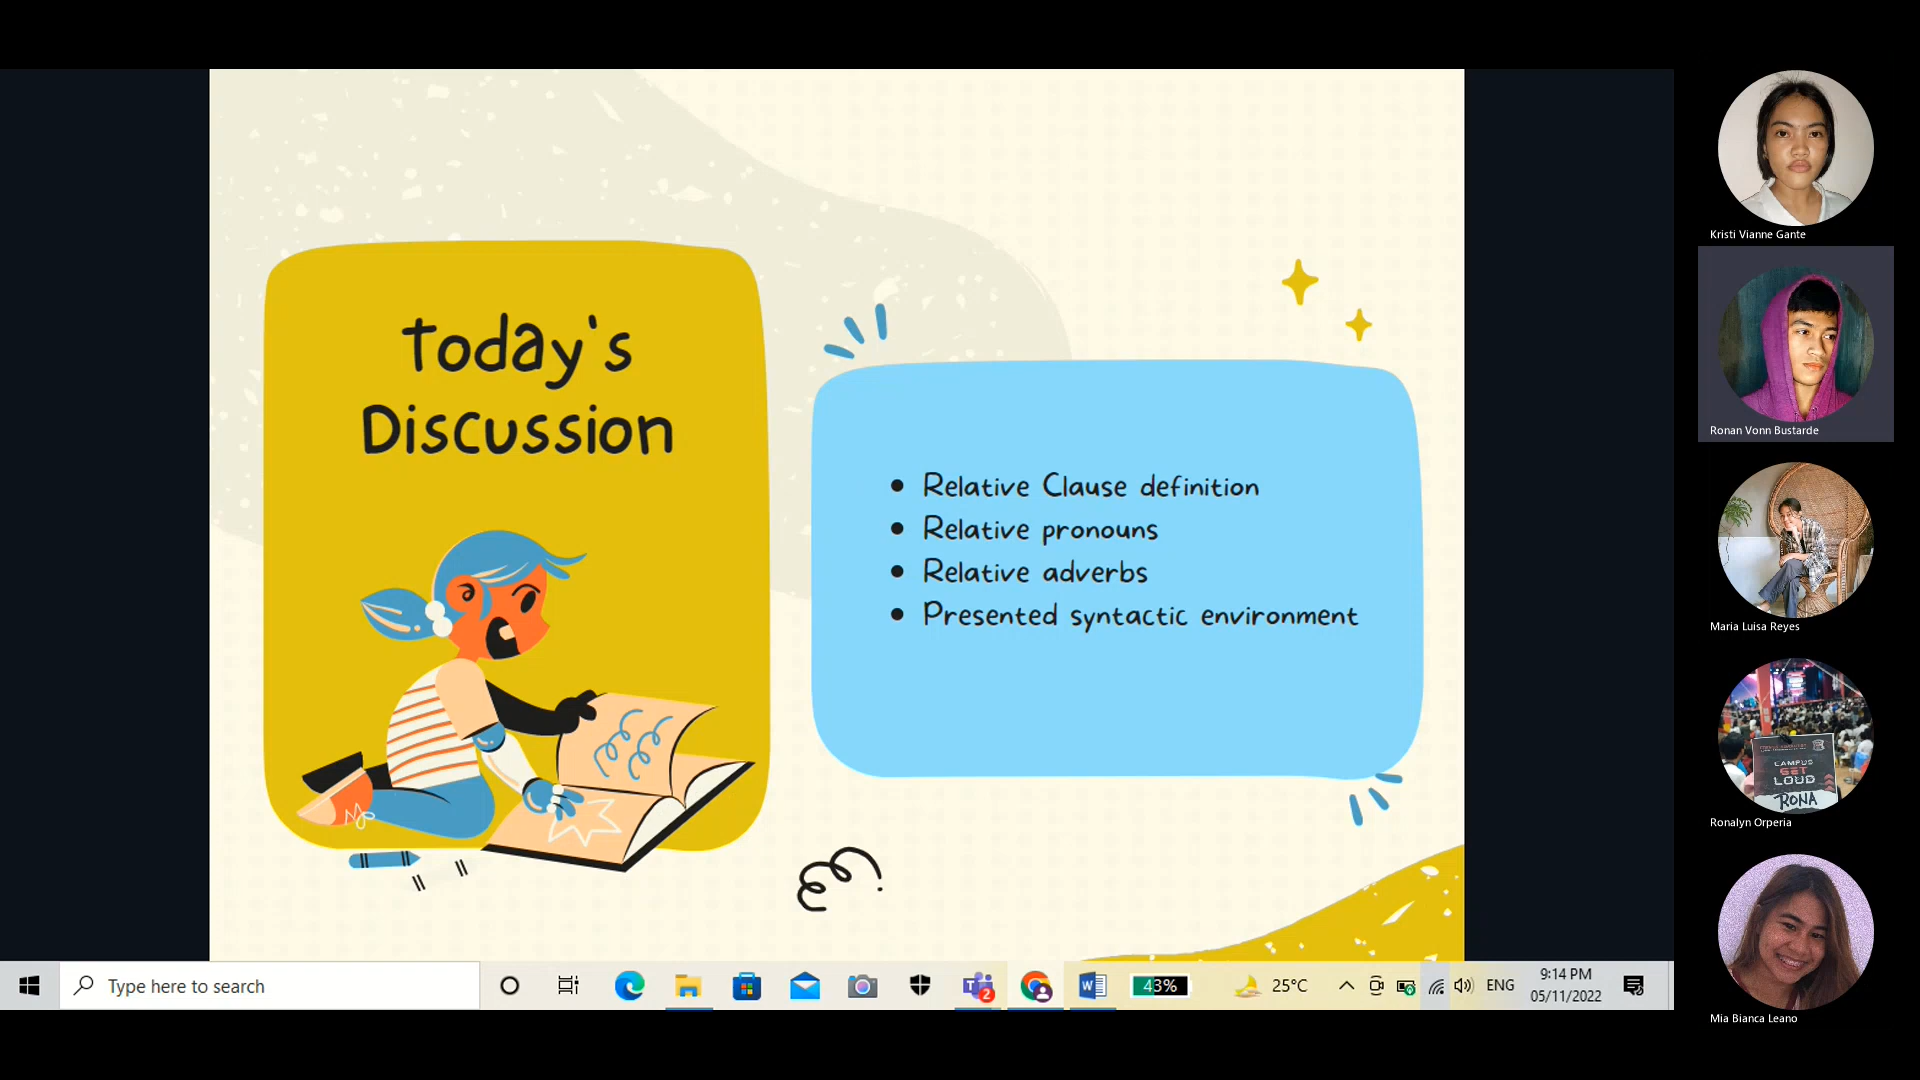 Today's
Discussion
• Relative Clause definition
• Relative pronouns
• Relative adverbs
• Presented syntactic environment
Kristi Vianne Gante
Ronan Vonn Bustarde
Maria Luisa Reyes
CAMPUS
GET
LOUD
RONA
Ronalyn Orperia
Mia Bianca Leano
Type here to search
2
W
43%
25°C
ENG
9:14 PM
05/11/2022